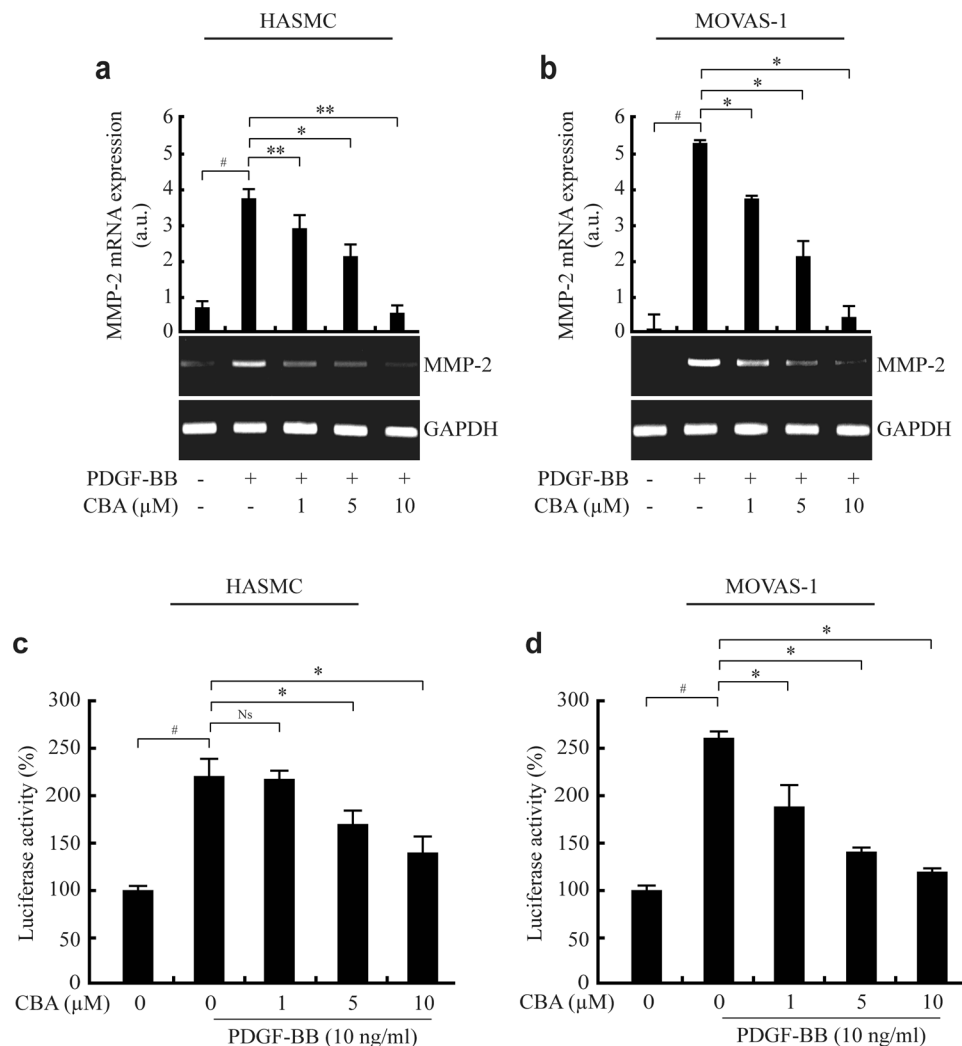 HASMC
MOVAS-1
a
b
MMP-2 mRNA expression
(a.u.)
6
5
4
3
2
1
0
#
**
*
**
MMP-2
GAPDH
PDGF-BB - + + + +
CBA (µM) - - 1 5 10
MMP-2 mRNA expression
(a.u.)
6
5
4
3
2
1
0
#
*
*
*
MMP-2
GAPDH
PDGF-BB - + + + +
CBA (µM) - - 1 5 10
HASMC
MOVAS-1
c
d
Luciferase activity (%)
300
250
200
150
100
50
0
#
Ns
*
*
CBA (µM) 0 0 1 5 10
PDGF-BB (10 ng/ml)
Luciferase activity (%)
300
250
200
150
100
50
0
#
*
*
*
CBA (µM) 0 0 1 5 10
PDGF-BB (10 ng/ml)